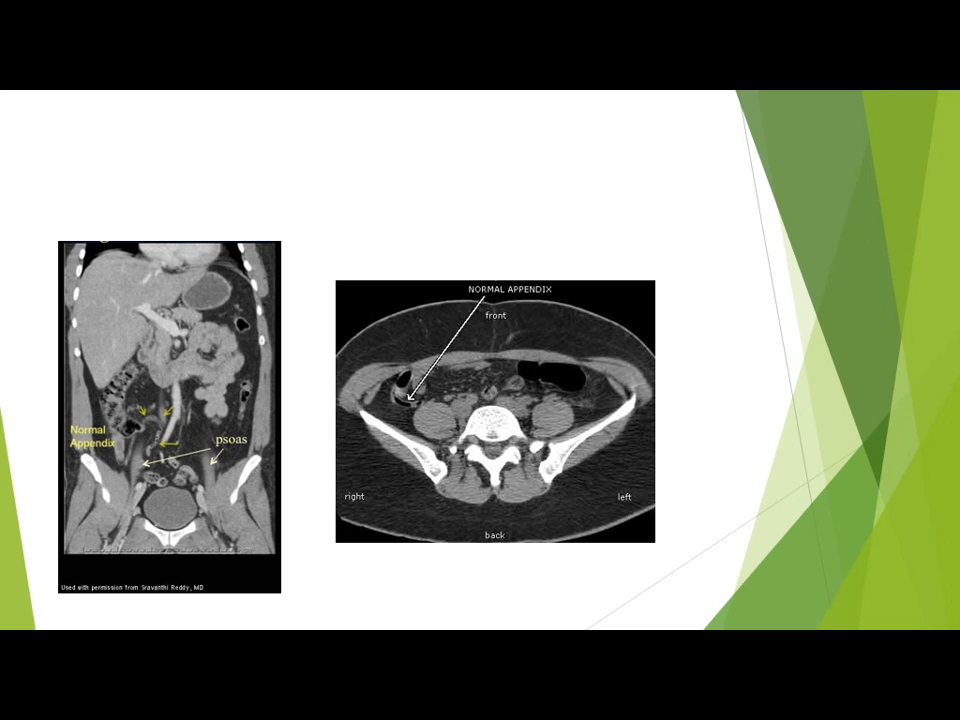 Normal
Appendix
psoas
Used with permission from Sravanthi Reddy, MD
NORMAL APPENDIX
front
right
left
back